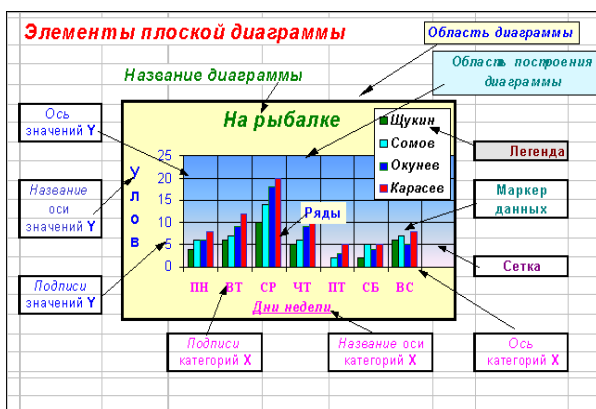 Элементы плоской диаграммы
Область диаграммы
Название диаграммы
Область построения
диаграммы
Ось
значений Y
На рыбалке
Щукин
Сомов
Окунев
Карасев
Легенда
Название
оси
значений Y
Улов
25
20
15
10
5
0
Ряды
Маркер
данных
Сетка
Подписи
значений Y
ПН ВТ СР ЧТ ПТ СБ ВС
Дни недели
Подписи
категорий X
Название оси
категорий X
Ось
категорий X